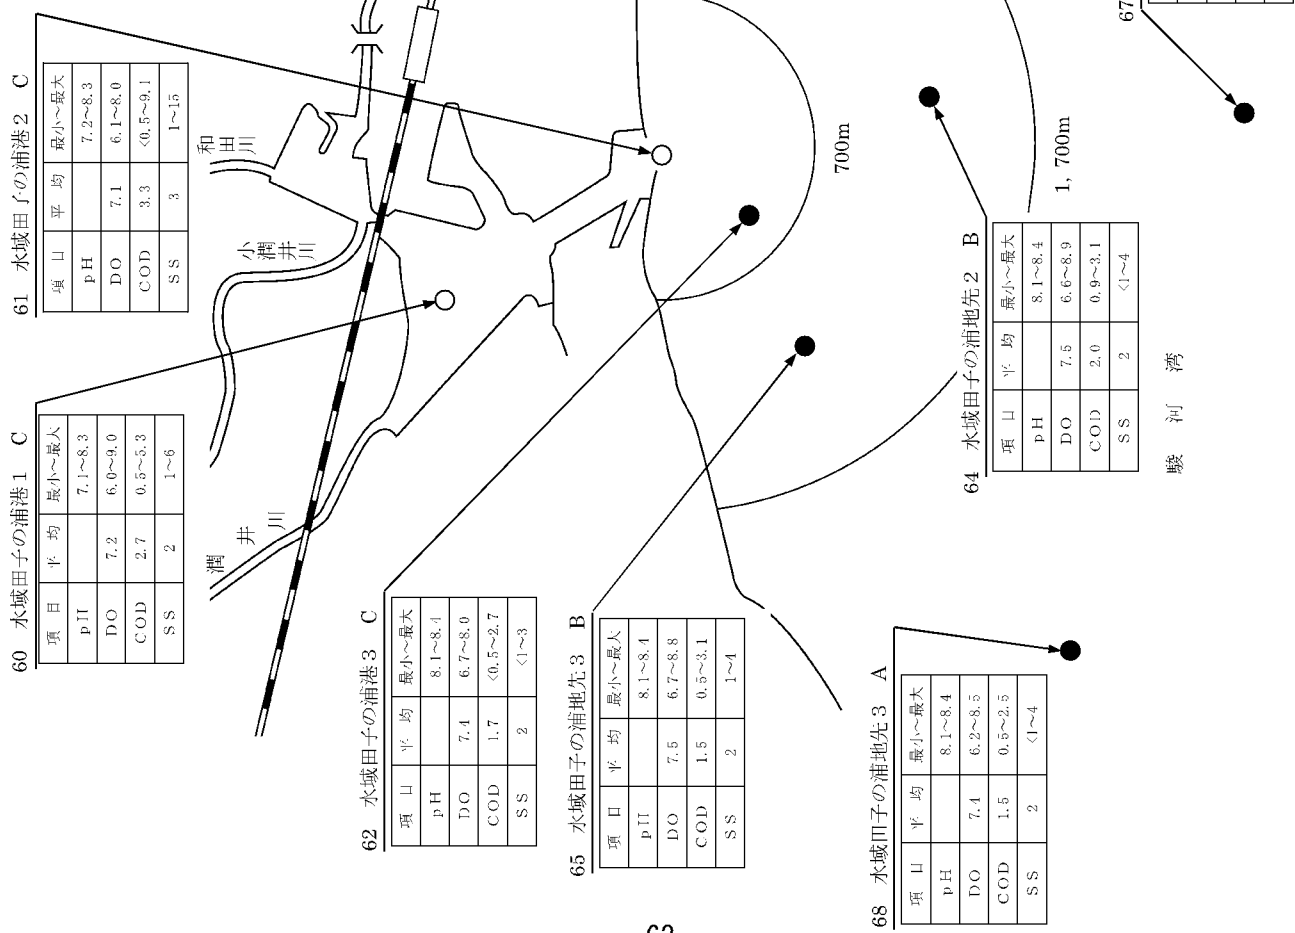 61 水域田子の浦港2 C
項目 平均 最小～最大
pH 7.2～8.3
DO 7.1 6.1～8.0
COD 3.3 <0.5～9.1
SS 3 1～15
60 水域田子の浦港1 C
項目 平均 最小～最大
pH 7.1～8.3
DO 7.2 6.0～9.0
COD 2.7 0.5～5.3
SS 2 1～6
和田川
小潤井川
潤井川
62 水域田子の浦港3 C
項目 平均 最小～最大
pH 8.1～8.4
DO 7.4 6.7～8.0
COD 1.7 <0.5～2.7
SS 2 <1～3
65 水域田子の浦地先3 B
項目 平均 最小～最大
pH 8.1～8.4
DO 7.5 6.7～8.8
COD 1.5 0.5～3.1
SS 2 1～4
700m
1,700m
64 水域田子の浦地先2 B
項目 平均 最小～最大
pH 8.1～8.4
DO 7.5 6.6～8.9
COD 2.0 0.9～3.1
SS 2 <1～4
68 水域田子の浦地先3 A
項目 平均 最小～最大
pH 8.1～8.4
DO 7.4 6.2～8.5
COD 1.5 0.5～2.5
SS 2 <1～4
駿河湾
67